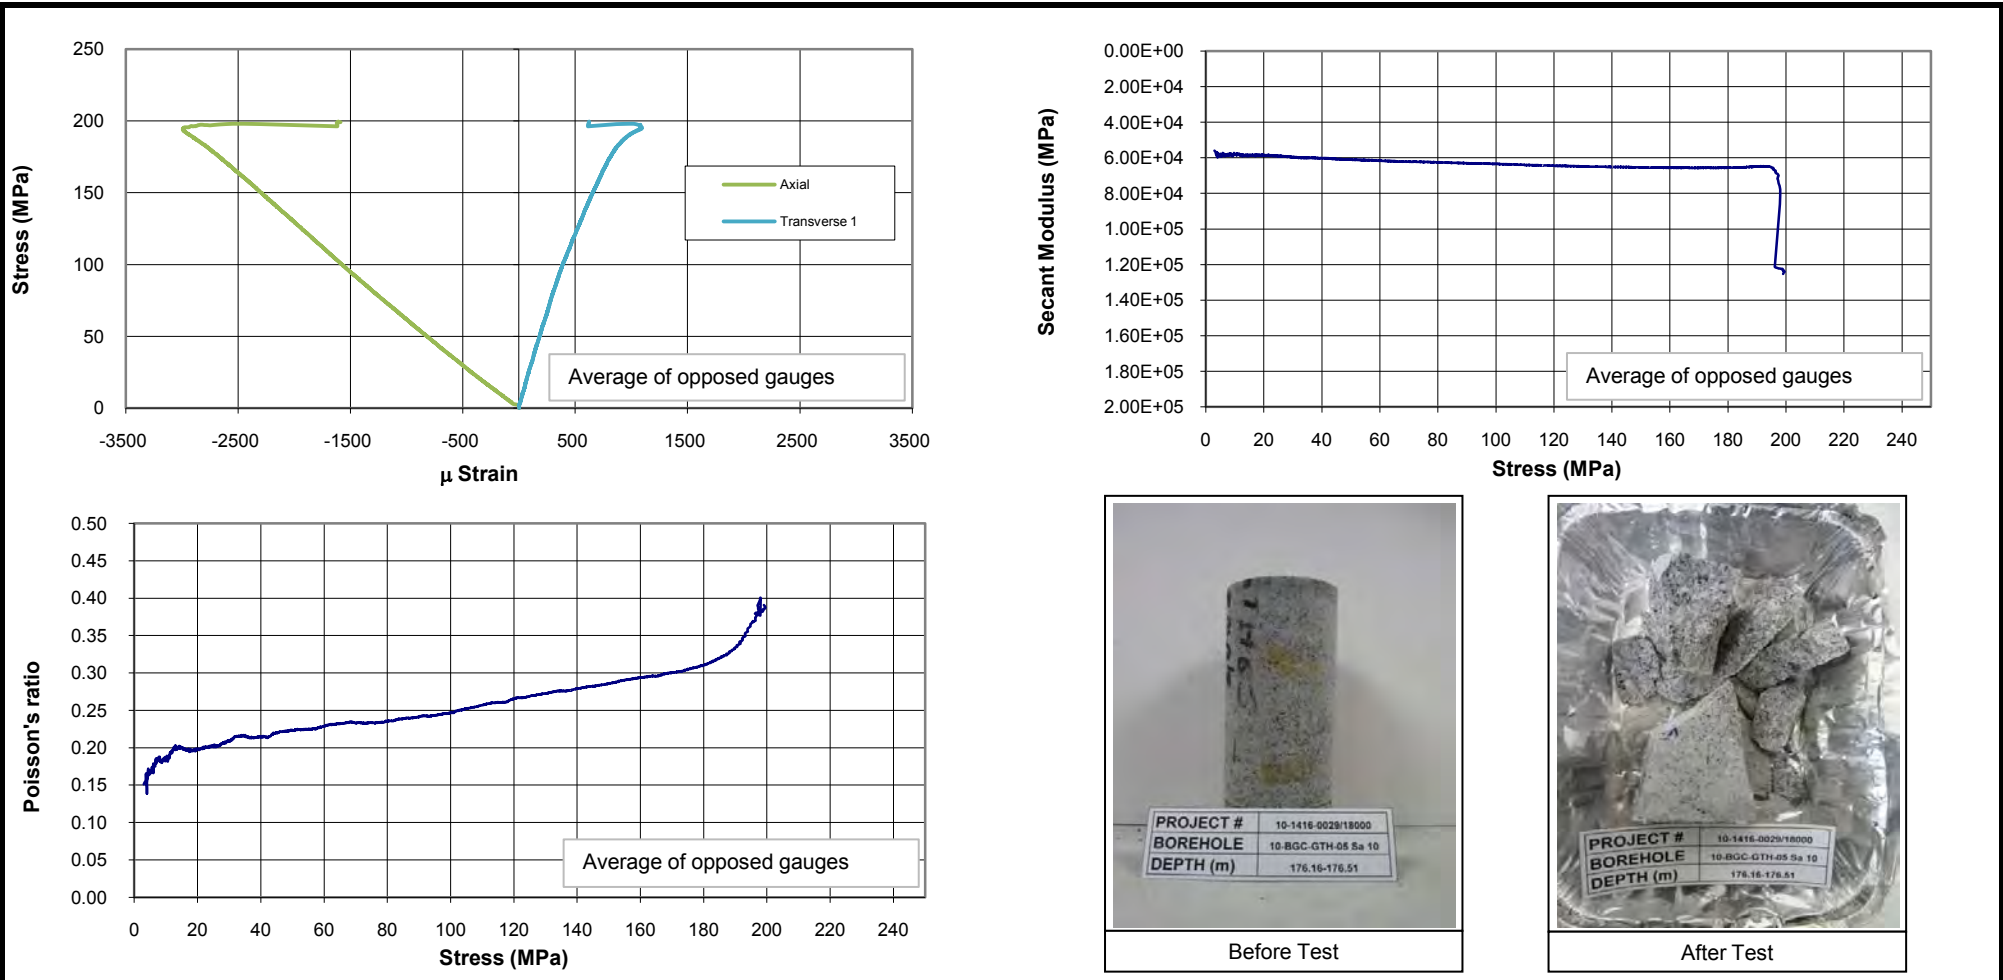 250
200
150
100
50
0
-3500 -2500 -1500 -500 500 1500 2500 3500
Stress (MPa)
μ Strain
Axial
Transverse 1
Average of opposed gauges
0.00E+00
2.00E+04
4.00E+04
6.00E+04
8.00E+04
1.00E+05
1.20E+05
1.40E+05
1.60E+05
1.80E+05
2.00E+05
0 20 40 60 80 100 120 140 160 180 200 220 240
Secant Modulus (MPa)
Stress (MPa)
Average of opposed gauges
0.50
0.45
0.40
0.35
0.30
0.25
0.20
0.15
0.10
0.05
0.00
0 20 40 60 80 100 120 140 160 180 200 220 240
Poisson's ratio
Stress (MPa)
Average of opposed gauges
PROJECT # 10-1416-0029/18000
BOREHOLE 10-BGC-GTH-05 Sa 10
DEPTH (m) 176.16-176.51
Before Test
PROJECT # 10-1416-0029/18000
BOREHOLE 10-BGC-GTH-05 Sa 10
DEPTH (m) 176.16-176.51
After Test